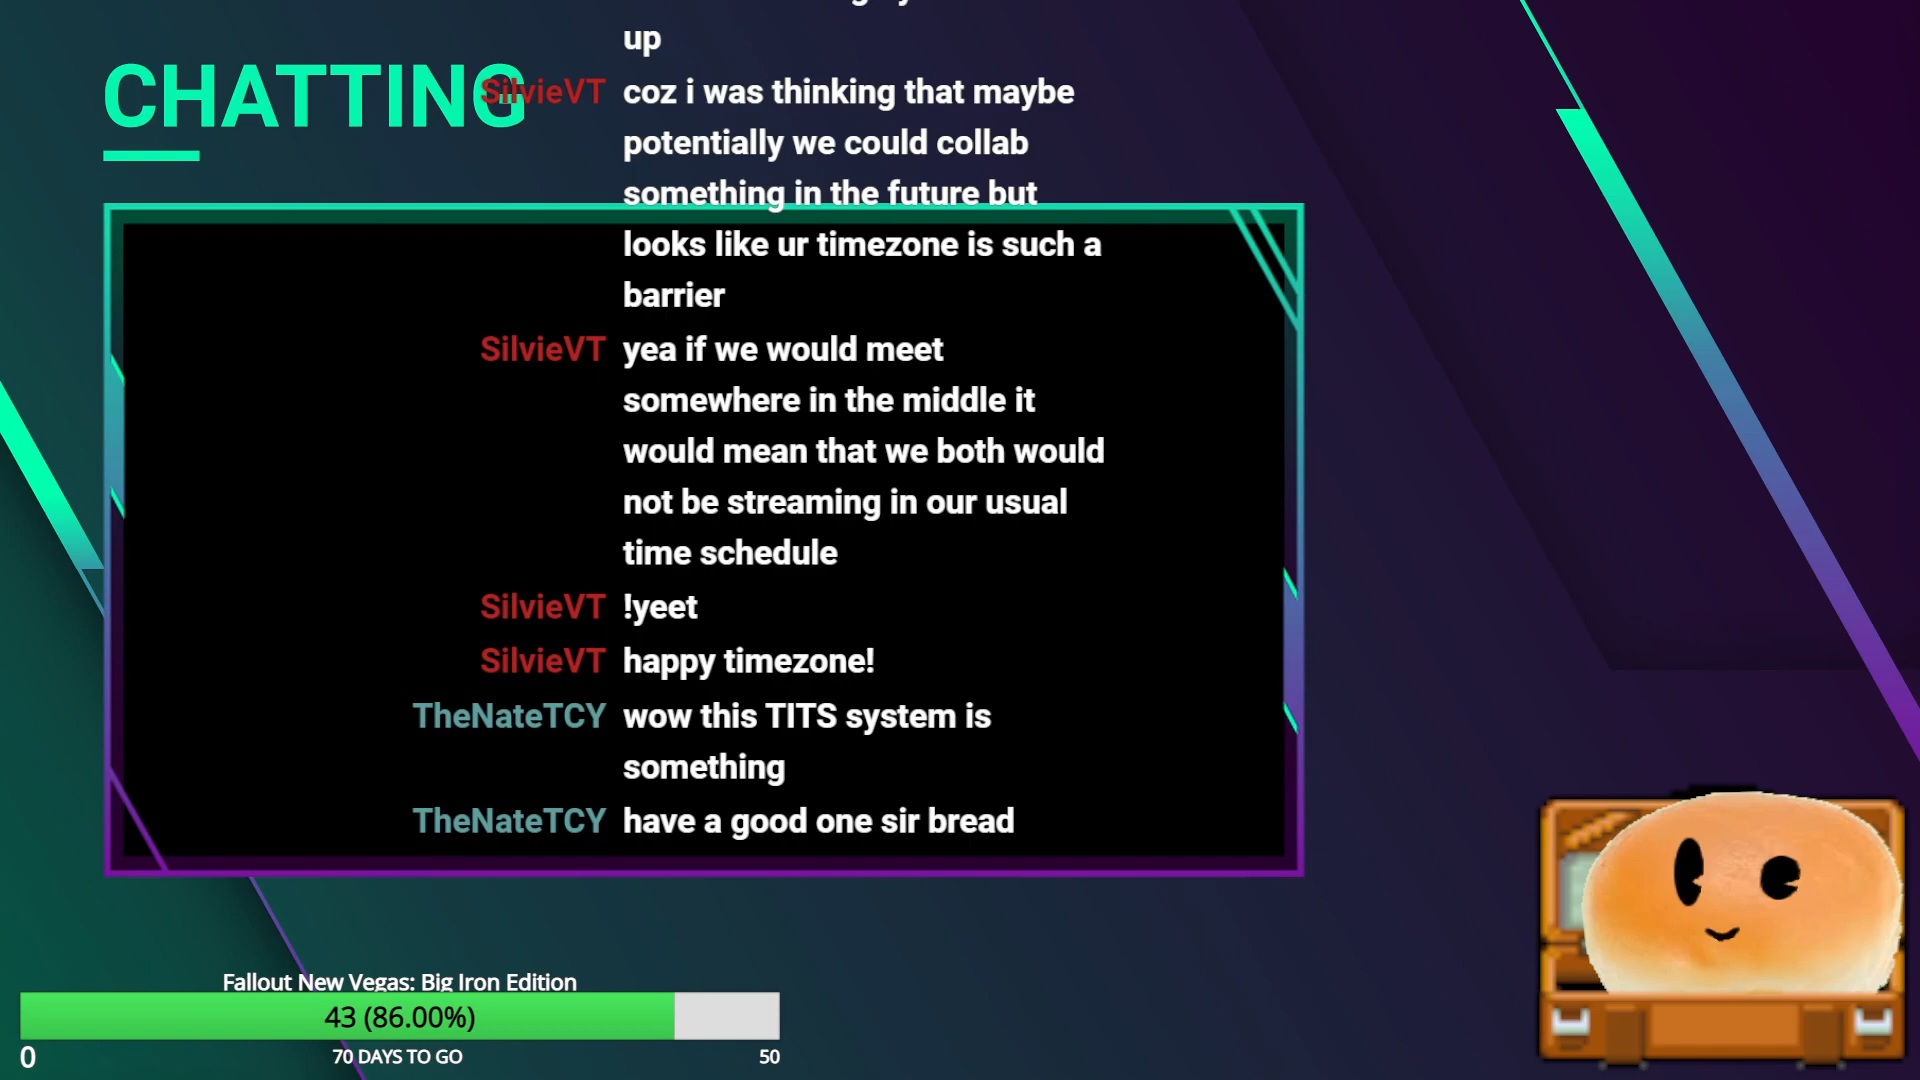 up
CHATTING
SilvieVT coz i was thinking that maybe
potentially we could collab
something in the future but
looks like ur timezone is such a
barrier
SilvieVT yea if we would meet
somewhere in the middle it
would mean that we both would
not be streaming in our usual
time schedule
SilvieVT !yeet
SilvieVT happy timezone!
TheNateTCY wow this TITS system is
something
TheNateTCY have a good one sir bread
Fallout New Vegas: Big Iron Edition
43 (86.00%)
0 70 DAYS TO GO 50